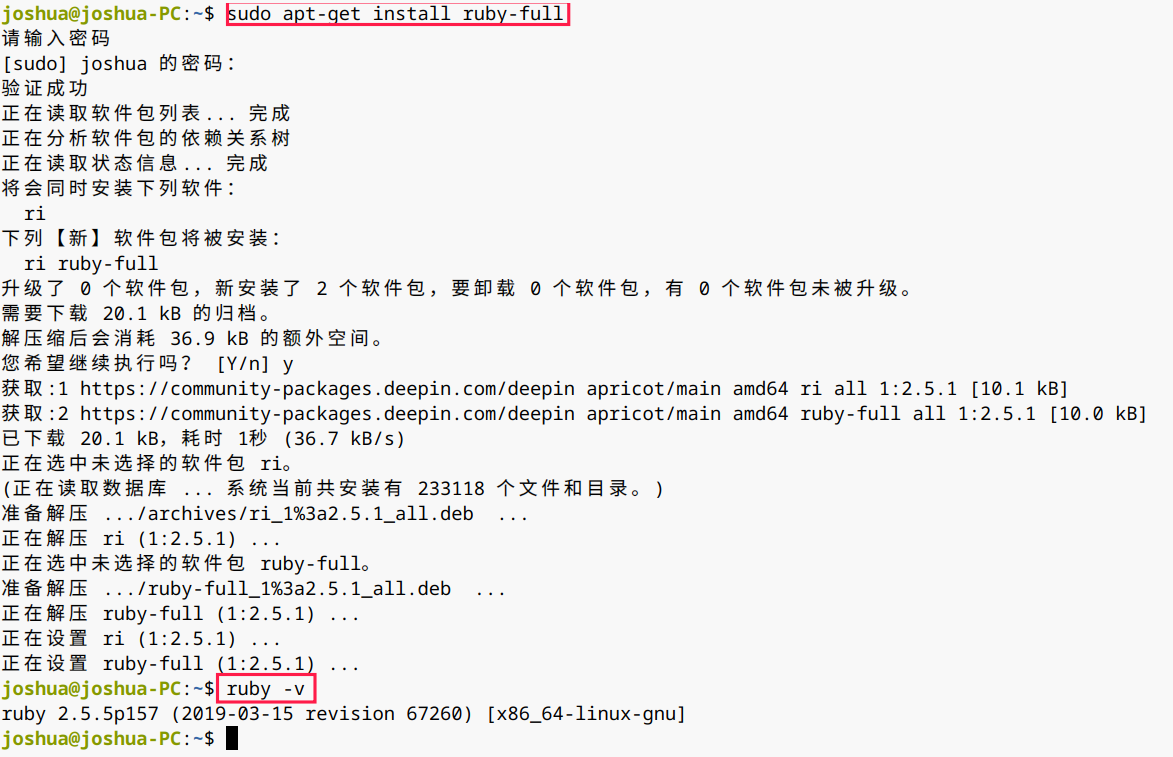 joshua@joshua-PC:~$ sudo apt-get install ruby-full
请输入密码
[sudo] joshua 的密码：
验证成功
正在读取软件包列表... 完成
正在分析软件包的依赖关系树
正在读取状态信息... 完成
将会同时安装下列软件：
  ri
下列【新】软件包将被安装：
  ri ruby-full
升级了 0 个软件包，新安装了 2 个软件包，要卸载 0 个软件包，有 0 个软件包未被升级。
需要下载 20.1 kB 的归档。
解压缩后会消耗 36.9 kB 的额外空间。
您希望继续执行吗？ [Y/n] y
获取:1 https://community-packages.deepin.com/deepin apricot/main amd64 ri all 1:2.5.1 [10.1 kB]
获取:2 https://community-packages.deepin.com/deepin apricot/main amd64 ruby-full all 1:2.5.1 [10.0 kB]
已下载 20.1 kB，耗时 1秒 (36.7 kB/s)
正在选中未选择的软件包 ri。
(正在读取数据库 ... 系统当前共安装有 233118 个文件和目录。)
准备解压 .../archives/ri_1%3a2.5.1_all.deb  ...
正在解压 ri (1:2.5.1) ...
正在选中未选择的软件包 ruby-full。
准备解压 .../ruby-full_1%3a2.5.1_all.deb  ...
正在解压 ruby-full (1:2.5.1) ...
正在设置 ri (1:2.5.1) ...
正在设置 ruby-full (1:2.5.1) ...
joshua@joshua-PC:~$ ruby -v
ruby 2.5.5p157 (2019-03-15 revision 67260) [x86_64-linux-gnu]
joshua@joshua-PC:~$